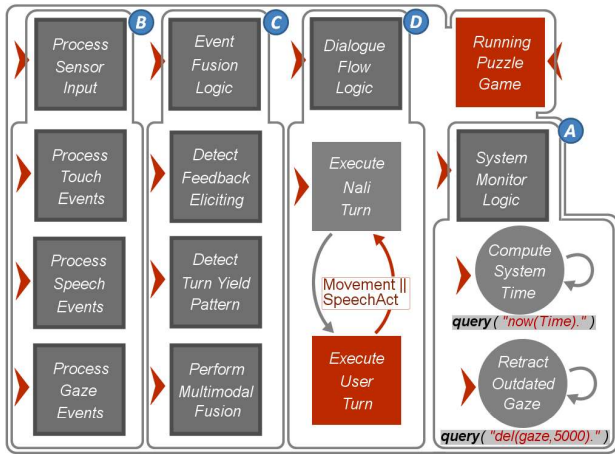 B
Process
Sensor
Input
Process
Touch
Events
Process
Speech
Events
Process
Gaze
Events
C
Event
Fusion
Logic
Detect
Feedback
Eliciting
Detect
Turn Yield
Pattern
Perform
Multimodal
Fusion
D
Dialogue
Flow
Logic
Execute
Nali
Turn
Movement ||
SpeechAct
Execute
User
Turn
Running
Puzzle
Game
A
System
Monitor
Logic
Compute
System
Time
query( "now(Time)." )
Retract
Outdated
Gaze
query( "del(gaze,5000)." )